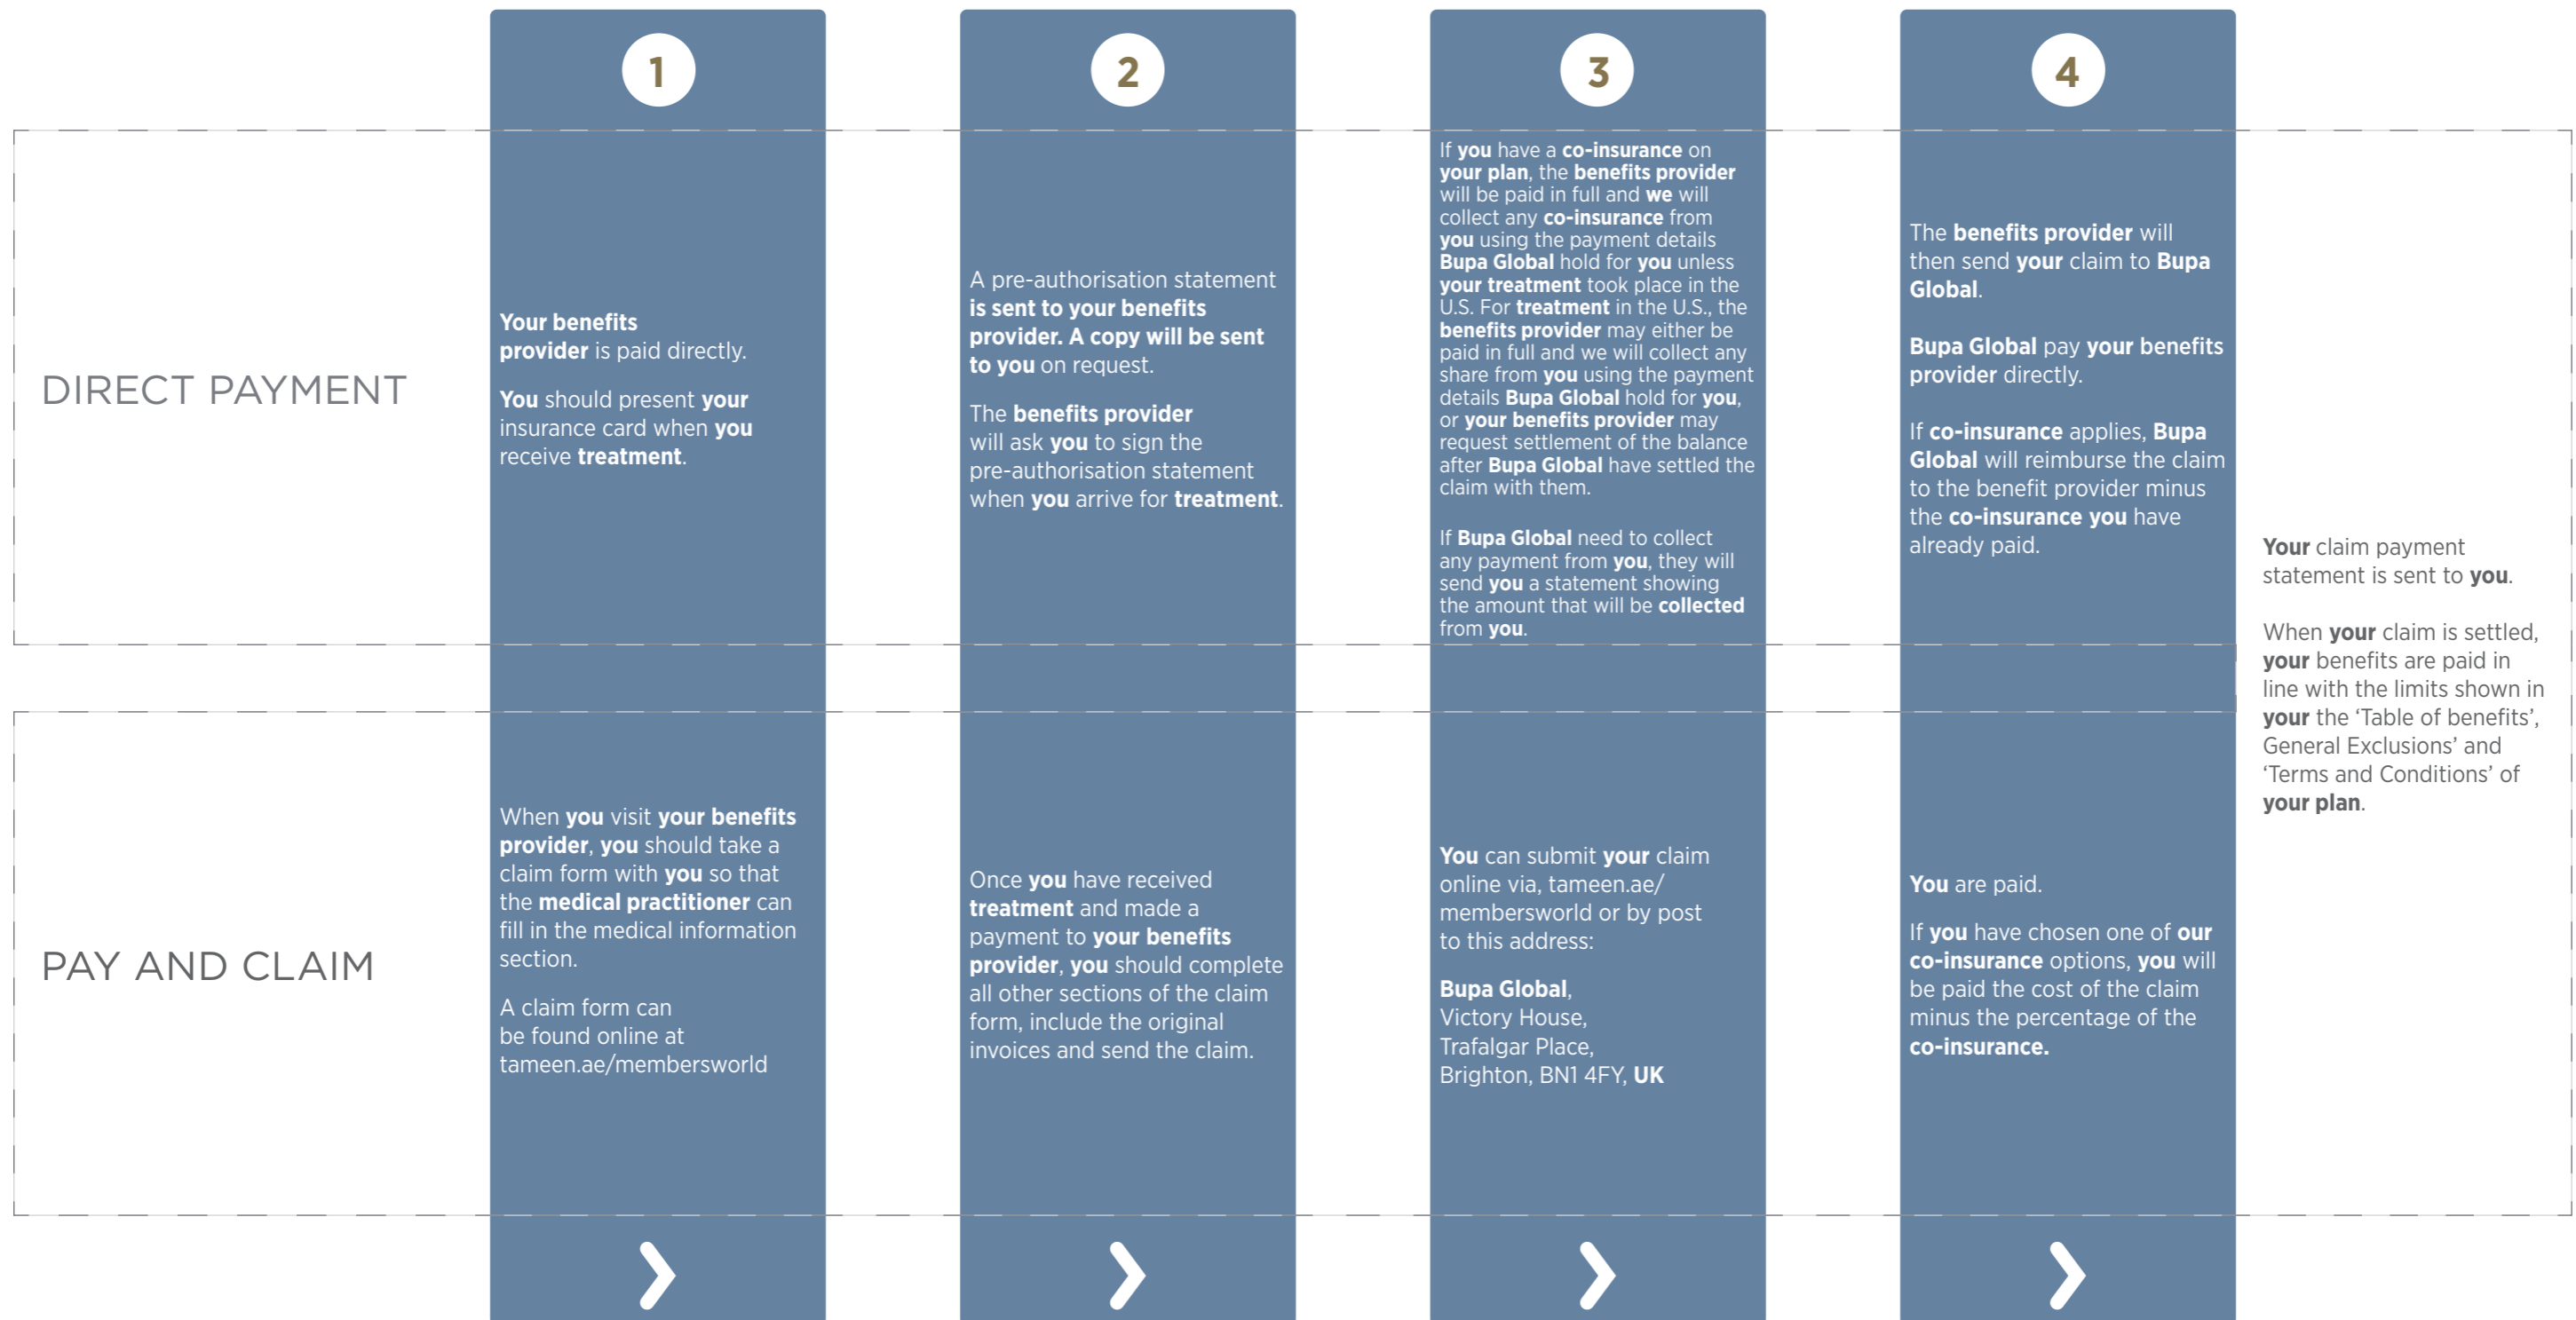 1
2
3
4
DIRECT PAYMENT
Your benefits
provider is paid directly.
You should present your
insurance card when you
receive treatment.
A pre-authorisation statement
is sent to your benefits
provider. A copy will be sent
to you on request.
The benefits provider
will ask you to sign the
pre-authorisation statement
when you arrive for treatment.
If you have a co-insurance on
your plan, the benefits provider
will be paid in full and we will
collect any co-insurance from
you using the payment details
Bupa Global hold for you unless
your treatment took place in the
U.S. For treatment in the U.S., the
benefits provider may either be
paid in full and we will collect any
share from you using the payment
details Bupa Global hold for you,
or your benefits provider may
request settlement of the balance
after Bupa Global have settled the
claim with them.
If Bupa Global need to collect
any payment from you, they will
send you a statement showing
the amount that will be collected
from you.
The benefits provider will
then send your claim to Bupa
Global.
Bupa Global pay your benefits
provider directly.
If co-insurance applies, Bupa
Global will reimburse the claim
to the benefit provider minus
the co-insurance you have
already paid.
PAY AND CLAIM
When you visit your benefits
provider, you should take a
claim form with you so that
the medical practitioner can
fill in the medical information
section.
A claim form can
be found online at
tameen.ae/membersworld
Once you have received
treatment and made a
payment to your benefits
provider, you should complete
all other sections of the claim
form, include the original
invoices and send the claim.
You can submit your claim
online via, tameen.ae/
membersworld or by post
to this address:
Bupa Global,
Victory House,
Trafalgar Place,
Brighton, BN1 4FY, UK
You are paid.
If you have chosen one of our
co-insurance options, you will
be paid the cost of the claim
minus the percentage of the
co-insurance.
Your claim payment
statement is sent to you.
When your claim is settled,
your benefits are paid in
line with the limits shown in
your the ‘Table of benefits’,
General Exclusions’ and
‘Terms and Conditions’ of
your plan.